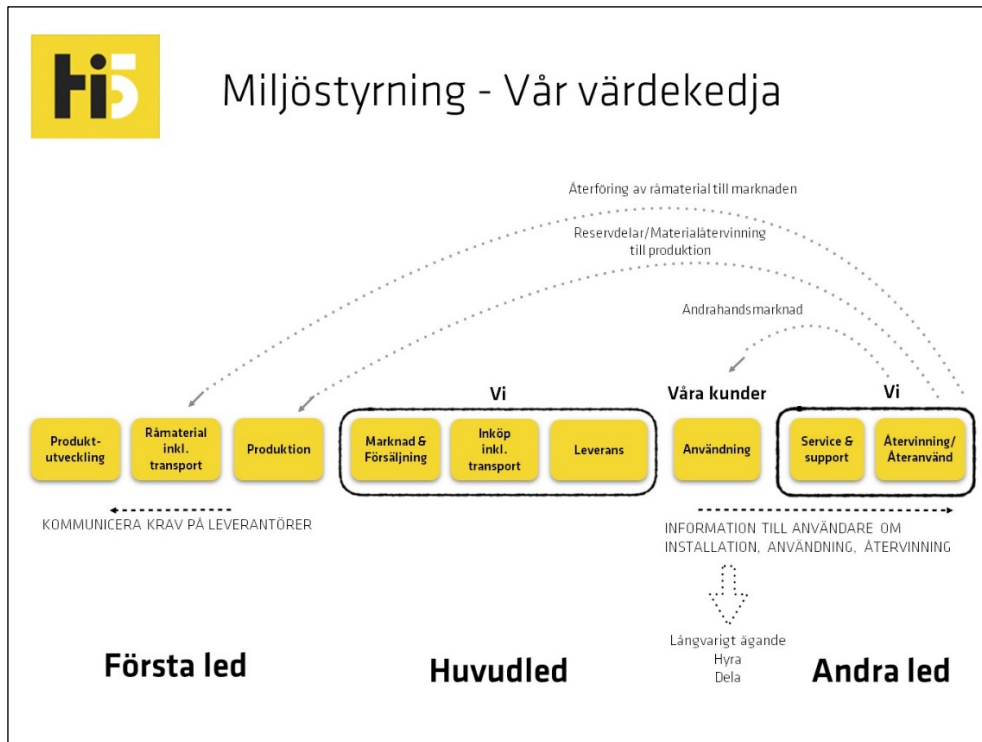 Hi5
Miljöstyrning - Vår värdekedja
Återföring av råmaterial till marknaden
Reservdelar/Materialåtervinning
till produktion
Andrahandsmarknad
Vi
Våra kunder
Vi
Produkt-
utveckling
Råmaterial
inkl.
transport
Produktion
Marknad &
Försäljning
Inköp
inkl.
transport
Leverans
Användning
Service &
support
Återvinning/
Återanvänd
KOMMUNICERA KRAV PÅ LEVERANTÖRER
INFORMATION TILL ANVÄNDARE OM
INSTALLATION, ANVÄNDNING, ÅTERVINNING
Långvarigt ägande
Hyra
Dela
Första led
Huvudled
Andra led